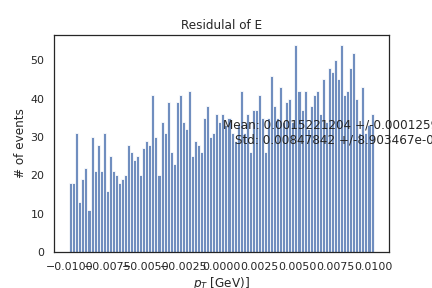 Residulal of E
# of events
50
40
30
20
10
0
Mean: 0.0015221204 +/-0.0001259
Std: 0.00847842 +/-8.903467e-0
−0.0100 −0.0075 −0.0050 −0.0025 0.0000 0.0025 0.0050 0.0075 0.0100
p_T [GeV]]